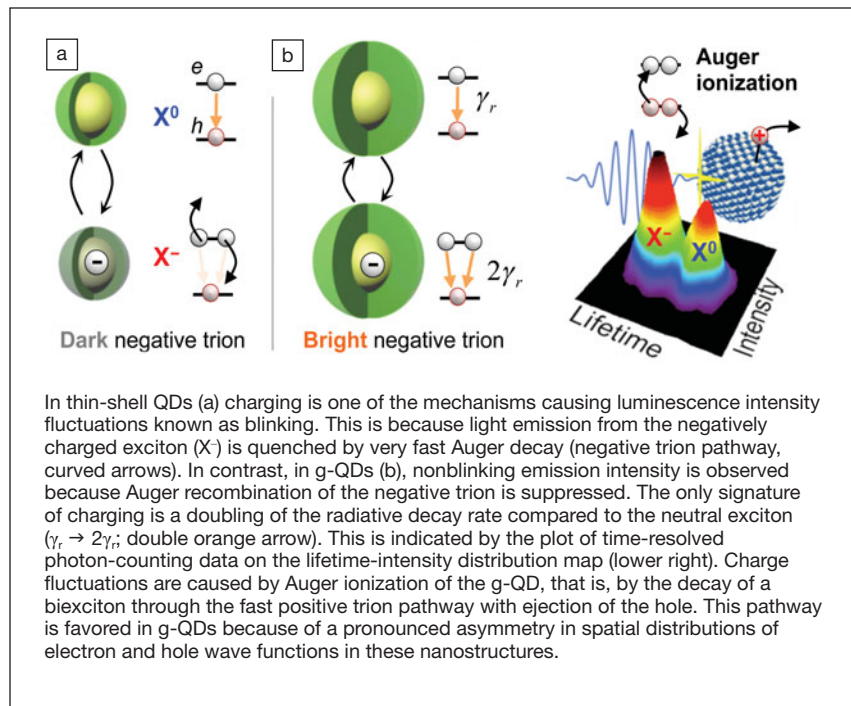 a
e
X⁰
h
X⁻
−
Dark negative trion
b
γᵣ
−
2γᵣ
Bright negative trion
Auger
ionization
+
X⁻
X⁰
Lifetime
Intensity
In thin-shell QDs (a) charging is one of the mechanisms causing luminescence intensity
fluctuations known as blinking. This is because light emission from the negatively
charged exciton (X⁻) is quenched by very fast Auger decay (negative trion pathway,
curved arrows). In contrast, in g-QDs (b), nonblinking emission intensity is observed
because Auger recombination of the negative trion is suppressed. The only signature
of charging is a doubling of the radiative decay rate compared to the neutral exciton
(γᵣ → 2γᵣ; double orange arrow). This is indicated by the plot of time-resolved
photon-counting data on the lifetime-intensity distribution map (lower right). Charge
fluctuations are caused by Auger ionization of the g-QD, that is, by the decay of a
biexciton through the fast positive trion pathway with ejection of the hole. This pathway
is favored in g-QDs because of a pronounced asymmetry in spatial distributions of
electron and hole wave functions in these nanostructures.